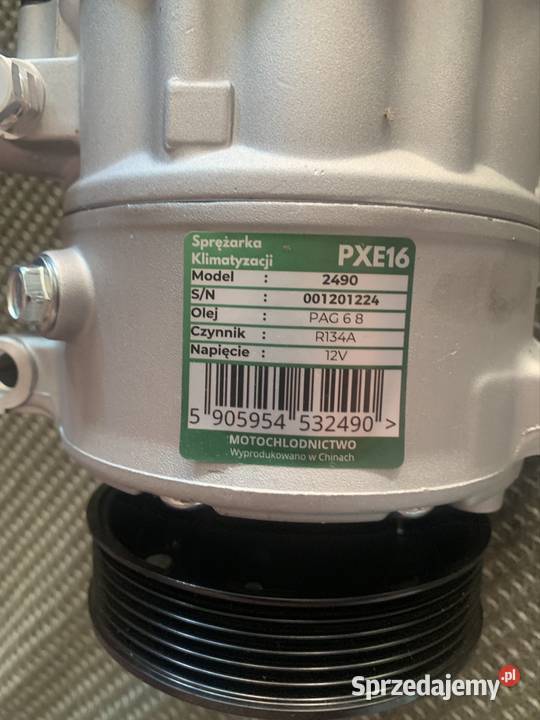 Sprężarka
Klimatyzacji PXE16
Model : 2490
S/N : 001201224
Olej : PAG 6 8
Czynnik : R134A
Napięcie : 12V
5 905954 532490 >
MOTOCHLODNICTWO
Wyprodukowano w Chinach
Sprzedajemy.pl